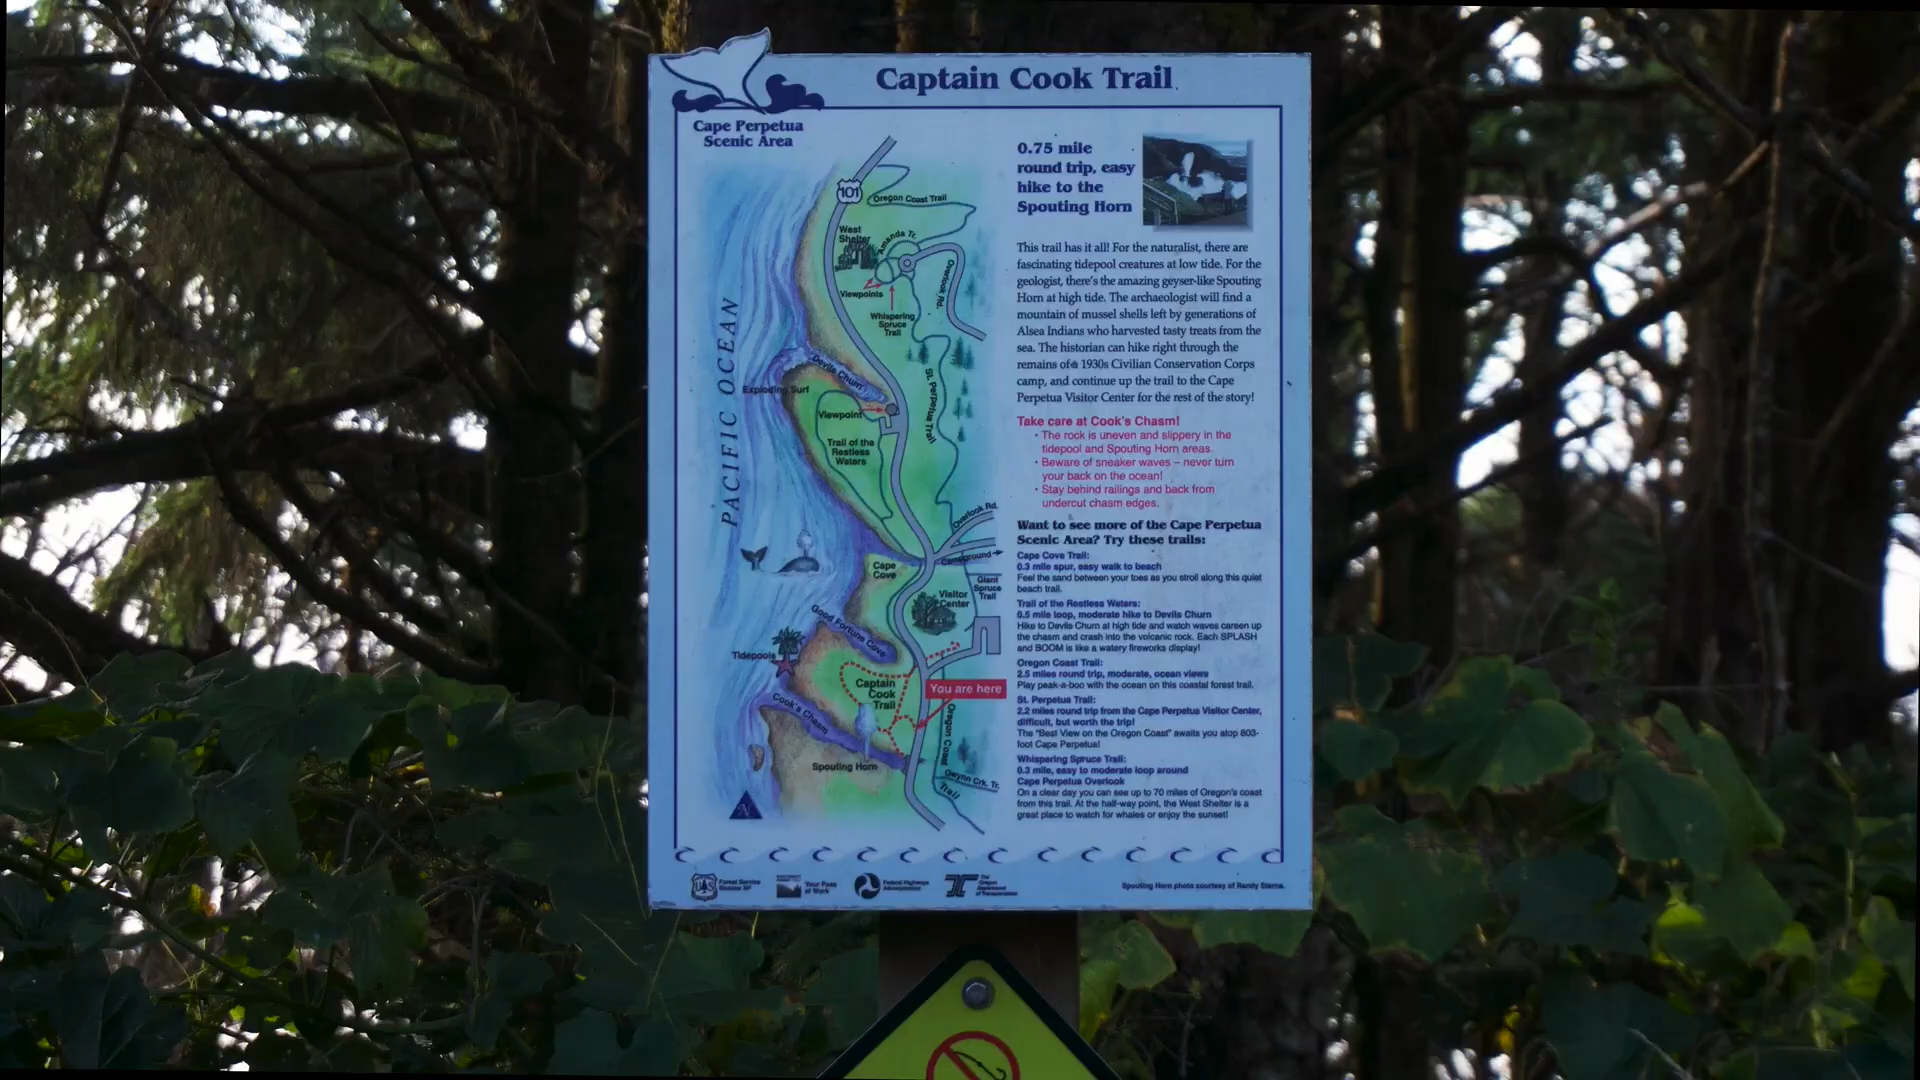 Captain Cook Trail
Cape Perpetua
Scenic Area
0.75 mile
round trip, easy
hike to the
Spouting Horn
This trail has it all! For the naturalist, there are
fascinating tidepool creatures at low tide. For the
geologist, there's the amazing geyser-like Spouting
Horn at high tide. The archaeologist will find a
mountain of mussel shells left by generations of
Alsea Indians who harvested tasty treats from the
sea. The historian can hike right through the
remains of a 1930s Civilian Conservation Corps
camp, and continue up the trail to the Cape
Perpetua Visitor Center for the rest of the story!
Take care at Cook's Chasm!
• The rock is uneven and slippery in the
tidepool and Spouting Horn areas.
• Beware of sneaker waves – never turn
your back on the ocean!
• Stay behind railings and back from
undercut chasm edges.
Want to see more of the Cape Perpetua
Scenic Area? Try these trails:
Cape Cove Trail:
0.3 mile spur, easy walk to beach
Feel the sand between your toes as you stroll along this quiet
beach trail.
Trail of the Restless Waters:
0.5 mile loop, moderate hike to Devils Churn
Hike to Devils Churn at high tide and watch waves careen up
the chasm and crash into the volcanic rock. Each SPLASH
and BOOM is like a watery fireworks display!
Oregon Coast Trail:
2.5 miles round trip, moderate, ocean views
Play peak-a-boo with the ocean on this coastal forest trail.
St. Perpetua Trail:
2.2 miles round trip from the Cape Perpetua Visitor Center,
difficult, but worth the trip!
The "Best View on the Oregon Coast" awaits you atop 803-
foot Cape Perpetua!
Whispering Spruce Trail:
0.3 mile, easy to moderate loop around
Cape Perpetua Overlook
On a clear day you can see up to 70 miles of Oregon's coast
from this trail. At the half-way point, the West Shelter is a
great place to watch for whales or enjoy the sunset!
101
Oregon Coast Trail
West
Shelter
Amanda Tr.
Overlook Rd.
Viewpoints
Whispering
Spruce
Trail
PACIFIC OCEAN
Devils Churn
Exploding Surf
Viewpoint
St. Perpetua Trail
Trail of the
Restless
Waters
Overlook Rd.
Campground
Cape
Cove
Giant
Spruce
Trail
Visitor
Center
Good Fortune Cove
Tidepools
Captain
Cook
Trail
You are here
Cook's Chasm
Oregon Coast
Trail
Spouting Horn
Gwynn Crk. Tr.
N
US
Forest Service
Siuslaw NF
Your Fees
at Work
Federal Highways
Administration
The
Oregon
Department
of Transportation
Spouting Horn photo courtesy of Randy Sterna.